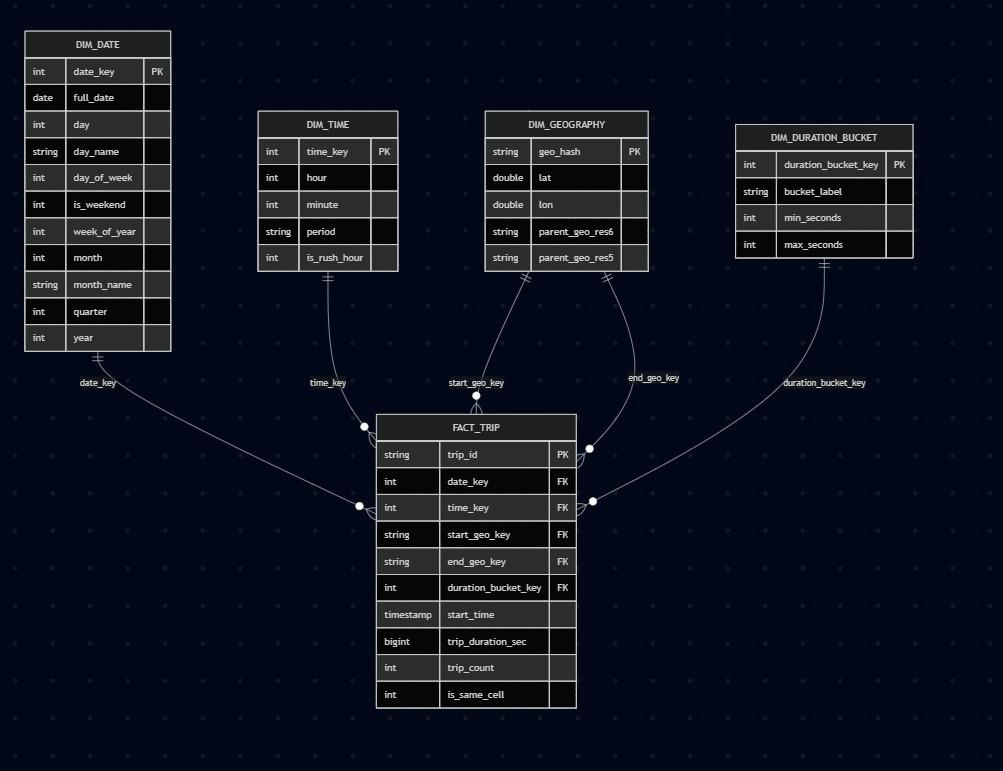 DIM_DATE
int date_key PK
date full_date
int day
string day_name
int day_of_week
int is_weekend
int week_of_year
int month
string month_name
int quarter
int year
DIM_TIME
int time_key PK
int hour
int minute
string period
int is_rush_hour
DIM_GEOGRAPHY
string geo_hash PK
double lat
double lon
string parent_geo_res6
string parent_geo_res5
DIM_DURATION_BUCKET
int duration_bucket_key PK
string bucket_label
int min_seconds
int max_seconds
date_key
time_key
start_geo_key
end_geo_key
duration_bucket_key
FACT_TRIP
string trip_id PK
int date_key FK
int time_key FK
string start_geo_key FK
string end_geo_key FK
int duration_bucket_key FK
timestamp start_time
bigint trip_duration_sec
int trip_count
int is_same_cell